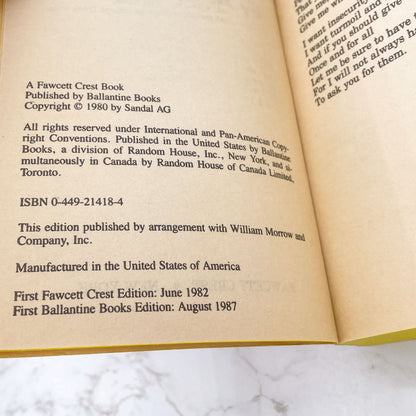 A Fawcett Crest Book
Published by Ballantine Books
Copyright © 1980 by Sandal AG
All rights reserved under International and Pan-American Copy-
right Conventions. Published in the United States by Ballantine
Books, a division of Random House, Inc., New York, and si-
multaneously in Canada by Random House of Canada Limited,
Toronto.
ISBN 0-449-21418-4
This edition published by arrangement with William Morrow and
Company, Inc.
Manufactured in the United States of America
First Fawcett Crest Edition: June 1982
First Ballantine Books Edition: August 1987
That
Give me
Give me w
I want insecurity
I want turmoil and
And if you should give
Once and for all
Let me be sure to have t
For I will not always ha
To ask you for them.